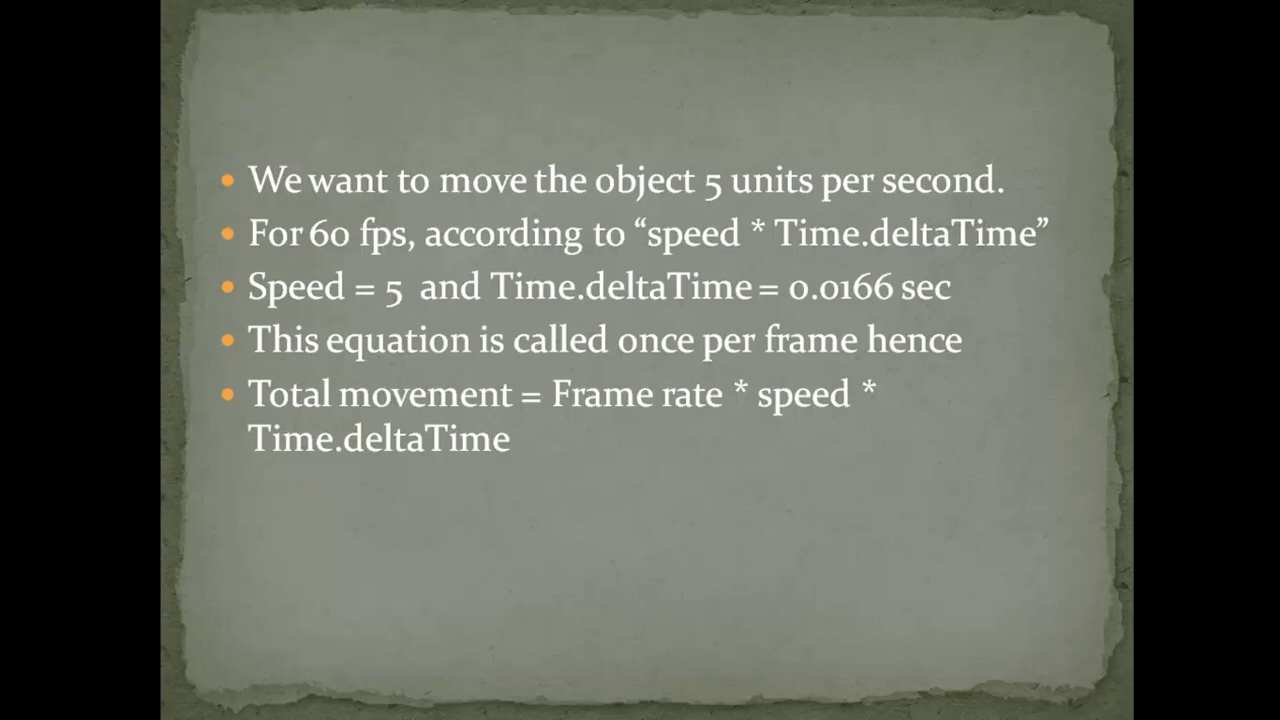 • We want to move the object 5 units per second.
• For 60 fps, according to “speed * Time.deltaTime”
• Speed = 5 and Time.deltaTime = 0.0166 sec
• This equation is called once per frame hence
• Total movement = Frame rate * speed *
Time.deltaTime